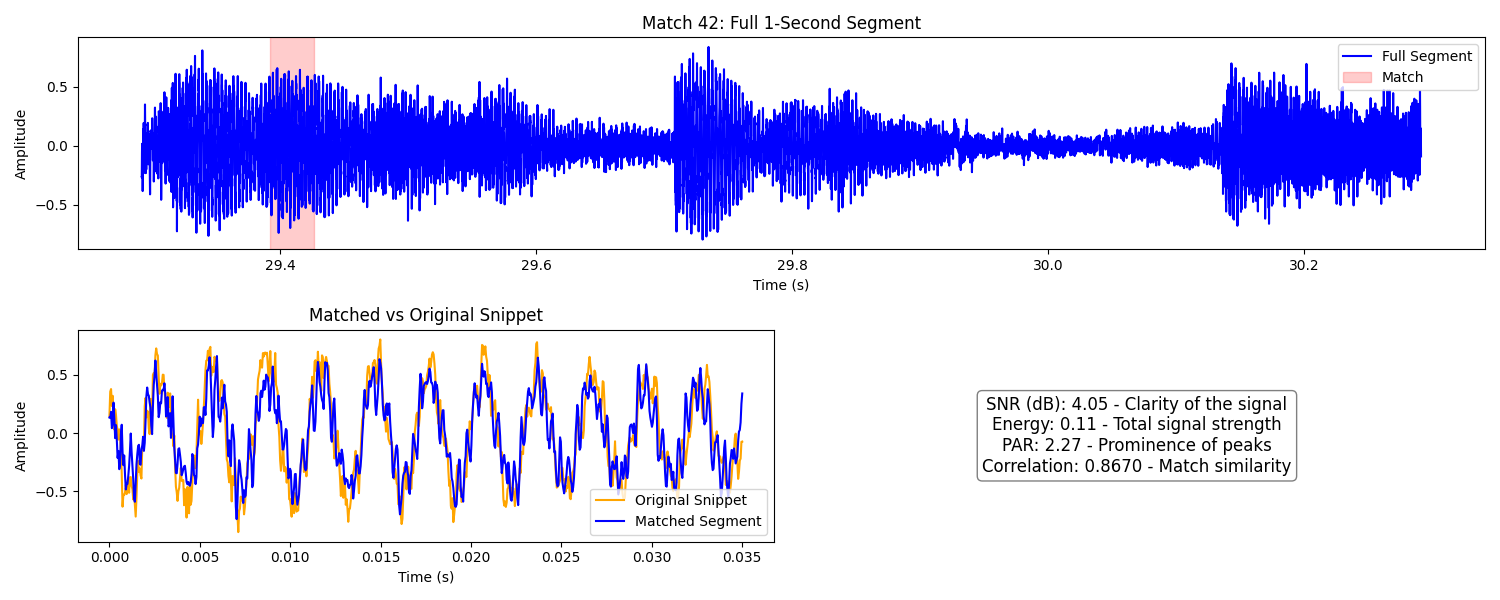 Match 42: Full 1-Second Segment
Amplitude
0.5
0.0
−0.5
Full Segment
Match
29.4
29.6
29.8
30.0
30.2
Time (s)
Matched vs Original Snippet
Amplitude
0.5
0.0
−0.5
Original Snippet
Matched Segment
0.000
0.005
0.010
0.015
0.020
0.025
0.030
0.035
Time (s)
SNR (dB): 4.05 - Clarity of the signal
Energy: 0.11 - Total signal strength
PAR: 2.27 - Prominence of peaks
Correlation: 0.8670 - Match similarity